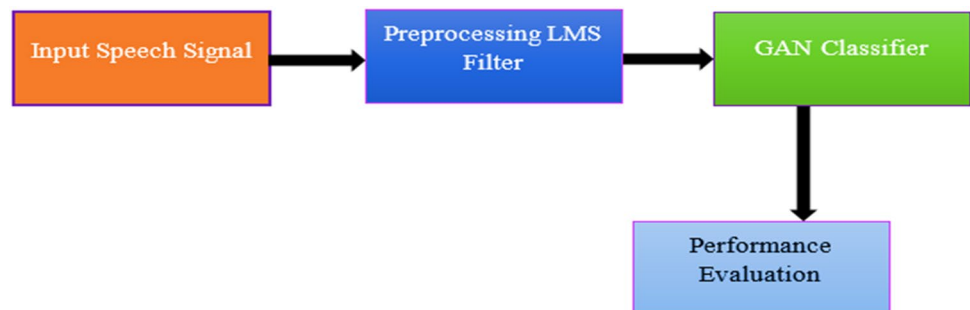 Input Speech Signal
Preprocessing LMS
Filter
GAN Classifier
Performance
Evaluation